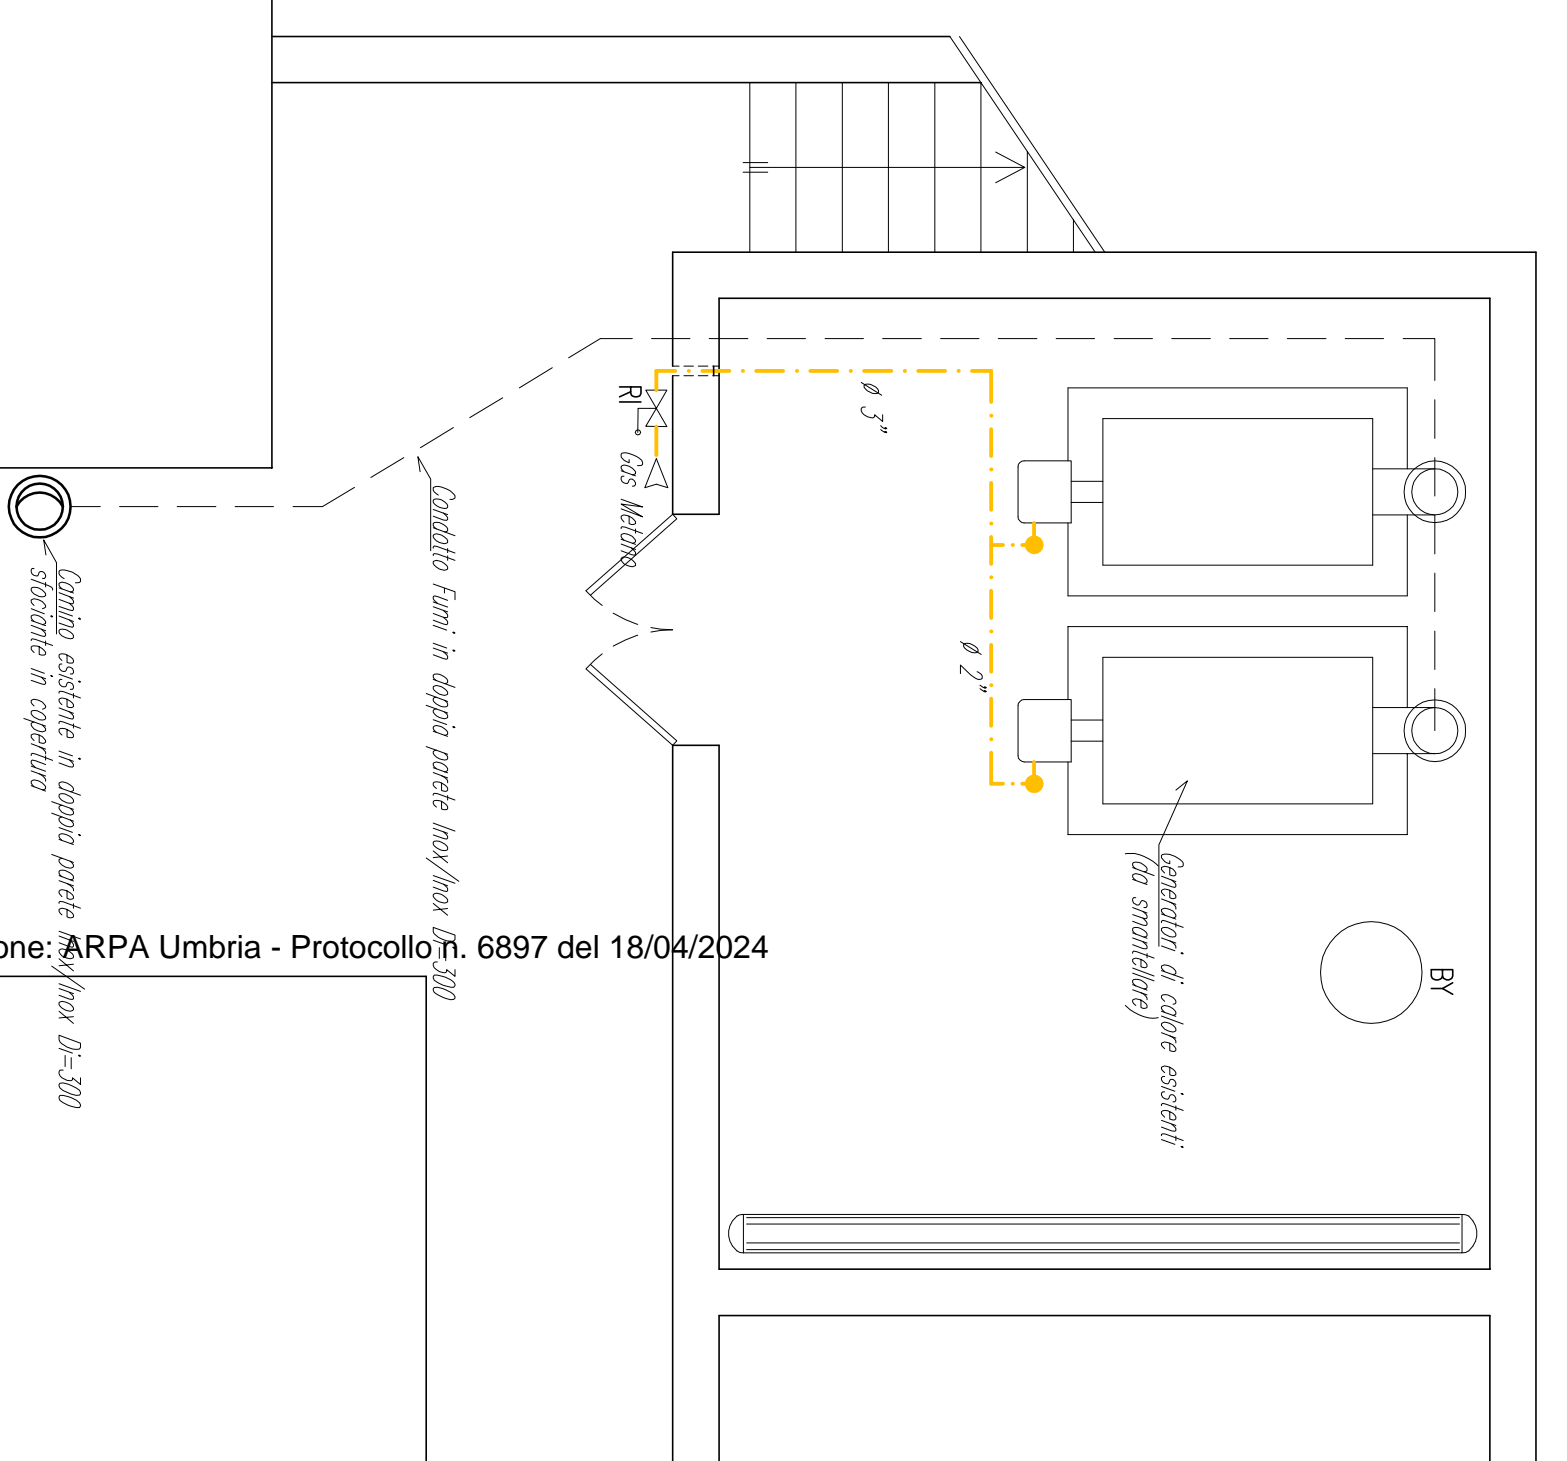 RI
Gas Metano
ø 3"
ø 2"
Condotto Fumi in doppia parete Inox/Inox Di=300
Camino esistente in doppia parete Inox/Inox Di=300
sfociante in copertura
Generatori di calore esistenti
(da smantellare)
BY
one: ARPA Umbria - Protocollo n. 6897 del 18/04/2024